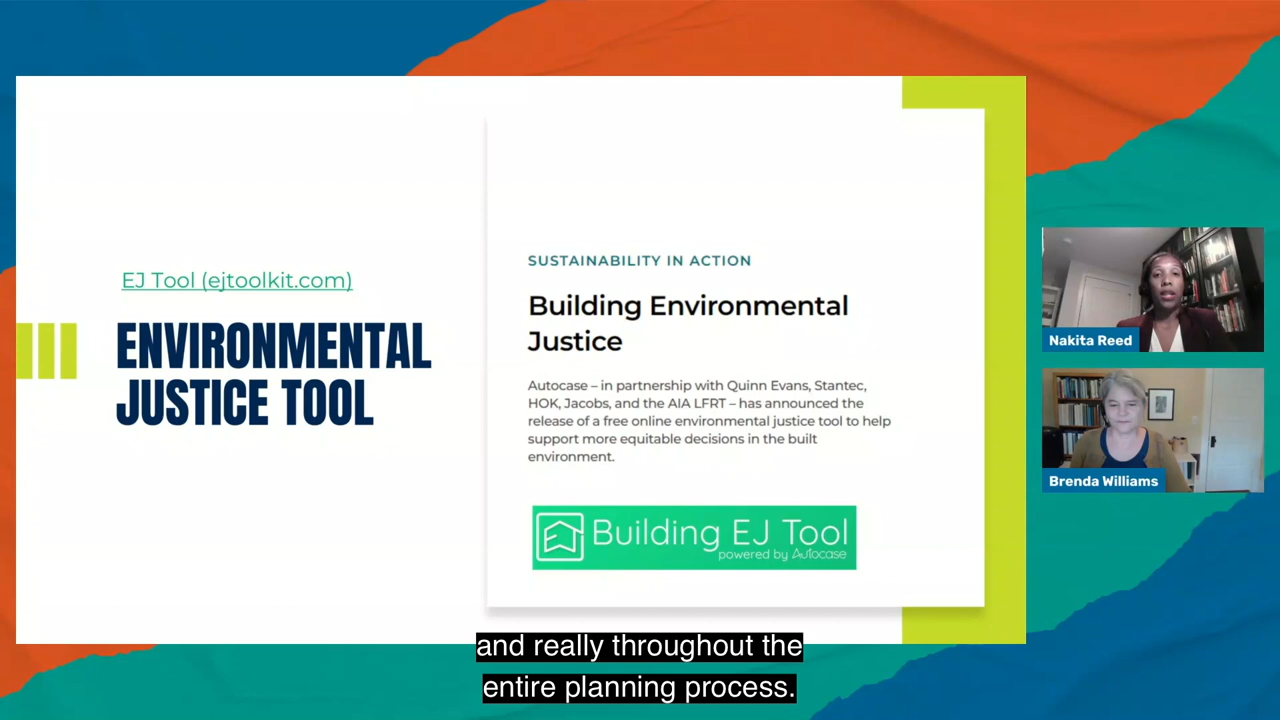 EJ Tool (ejtoolkit.com)
ENVIRONMENTAL
JUSTICE TOOL
SUSTAINABILITY IN ACTION
Building Environmental
Justice
Autocase – in partnership with Quinn Evans, Stantec,
HOK, Jacobs, and the AIA LFRT – has announced the
release of a free online environmental justice tool to help
support more equitable decisions in the built
environment.
Building EJ Tool
powered by Autocase
Nakita Reed
Brenda Williams
and really throughout the
entire planning process.